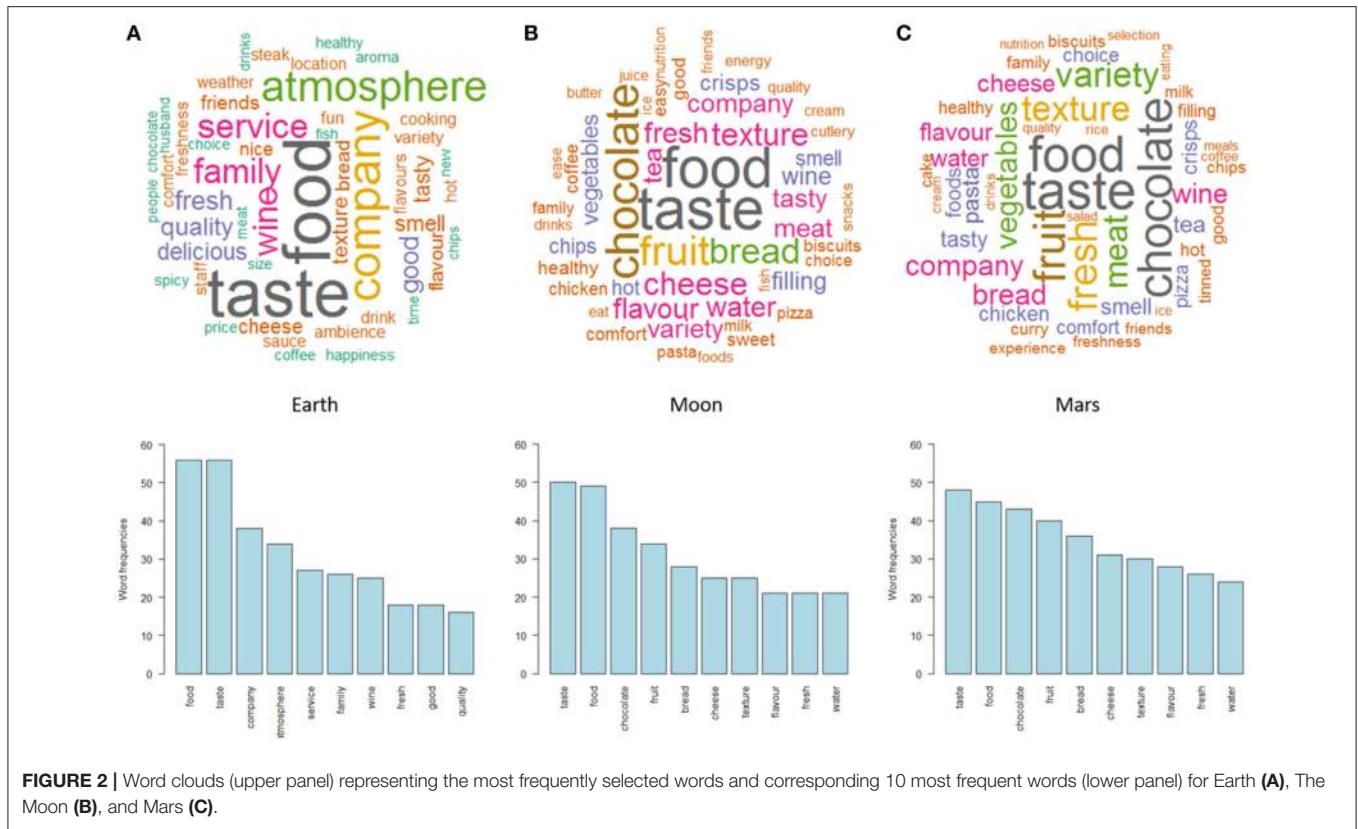 A
drinks
healthy
steak
aroma
location
weather
atmosphere
friends
fun
cooking
service
fish
variety
choice
nice
family
people
chocolate
comfort
husband
freshness
fresh
quality
meat
delicious
wine
food
texture
bread
company
flavours
tasty
new
hot
smell
good
flavour
chips
size
spicy
staff
taste
time
price
cheese
drink
sauce
ambience
coffee
happiness
B
friends
juice
easy
nutrition
good
energy
butter
ice
crisps
quality
company
cream
chocolate
fresh
texture
cutlery
vegetables
tea
food
smell
wine
ease
coffee
taste
tasty
snacks
family
drinks
meat
chips
fruit
bread
biscuits
choice
healthy
hot
cheese
fish
filling
chicken
eat
flavour
water
pizza
comfort
variety
milk
sweet
pasta
foods
C
nutrition
biscuits
selection
family
choice
eating
cheese
variety
milk
healthy
texture
filling
flavour
vegetables
quality
rice
chocolate
crisps
water
food
meals
coffee
chips
cake
cream
foods
pasta
drinks
taste
wine
tasty
fruit
salad
fresh
meat
tea
good
company
hot
bread
pizza
tinned
chicken
smell
ice
curry
comfort
friends
experience
freshness
Earth
Moon
Mars
Word frequencies
60
50
40
30
20
10
0
food
taste
company
atmosphere
service
family
wine
fresh
good
quality
Word frequencies
60
50
40
30
20
10
0
taste
food
chocolate
fruit
bread
cheese
texture
flavour
fresh
water
Word frequencies
60
50
40
30
20
10
0
taste
food
chocolate
fruit
bread
cheese
texture
flavour
fresh
water
FIGURE 2 | Word clouds (upper panel) representing the most frequently selected words and corresponding 10 most frequent words (lower panel) for Earth (A), The
Moon (B), and Mars (C).